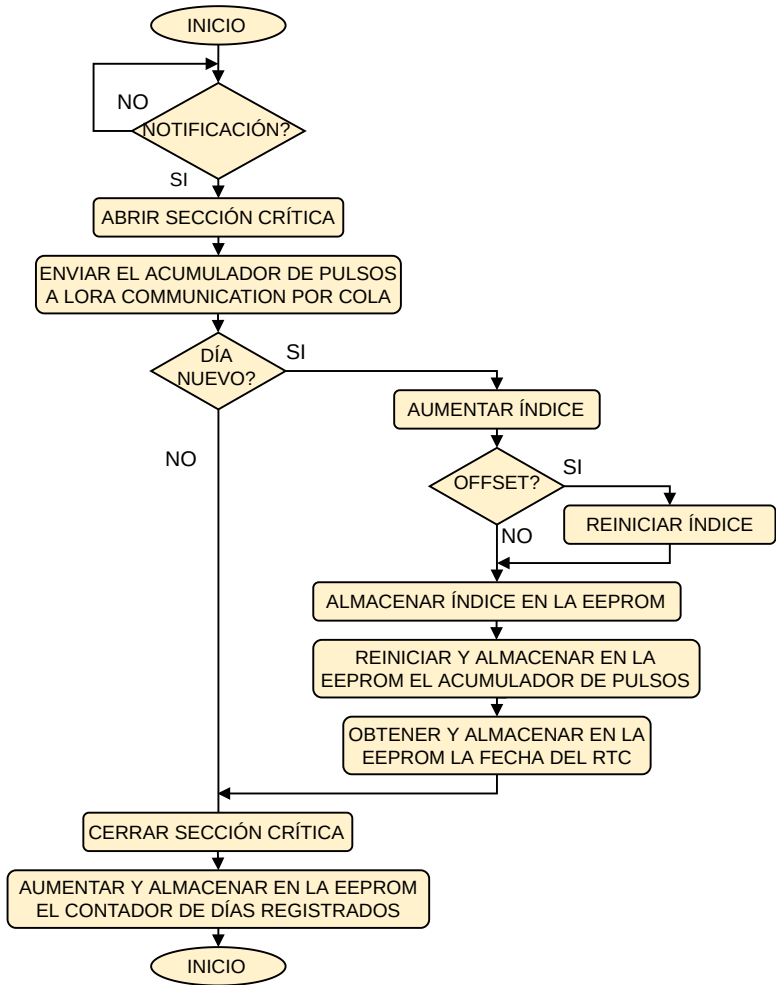 INICIO
NO
NOTIFICACIÓN?
SI
ABRIR SECCIÓN CRÍTICA
ENVIAR EL ACUMULADOR DE PULSOS
A LORA COMMUNICATION POR COLA
DÍA
NUEVO?
SI
AUMENTAR ÍNDICE
NO
OFFSET?
SI
REINICIAR ÍNDICE
NO
ALMACENAR ÍNDICE EN LA EEPROM
REINICIAR Y ALMACENAR EN LA
EEPROM EL ACUMULADOR DE PULSOS
OBTENER Y ALMACENAR EN LA
EEPROM LA FECHA DEL RTC
CERRAR SECCIÓN CRÍTICA
AUMENTAR Y ALMACENAR EN LA EEPROM
EL CONTADOR DE DÍAS REGISTRADOS
INICIO